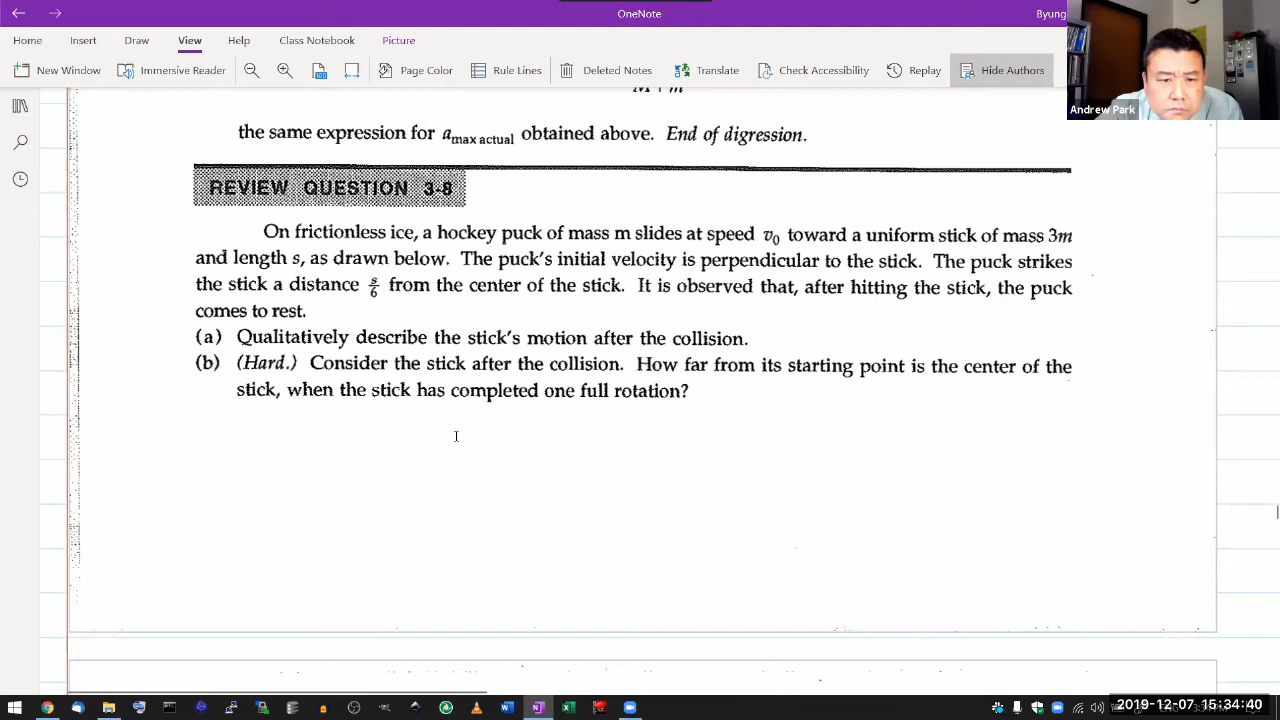 OneNote
Byung
Home Insert Draw View Help Class Notebook Picture
New Window Immersive Reader Page Color Rule Lines Deleted Notes Translate Check Accessibility Replay Hide Authors
Andrew Park
the same expression for a max actual obtained above. End of digression.
REVIEW QUESTION 3-8
On frictionless ice, a hockey puck of mass m slides at speed v₀ toward a uniform stick of mass 3m
and length s, as drawn below. The puck's initial velocity is perpendicular to the stick. The puck strikes
the stick a distance s/6 from the center of the stick. It is observed that, after hitting the stick, the puck
comes to rest.
(a) Qualitatively describe the stick's motion after the collision.
(b) (Hard.) Consider the stick after the collision. How far from its starting point is the center of the
stick, when the stick has completed one full rotation?
2019-12-07 15:34:40